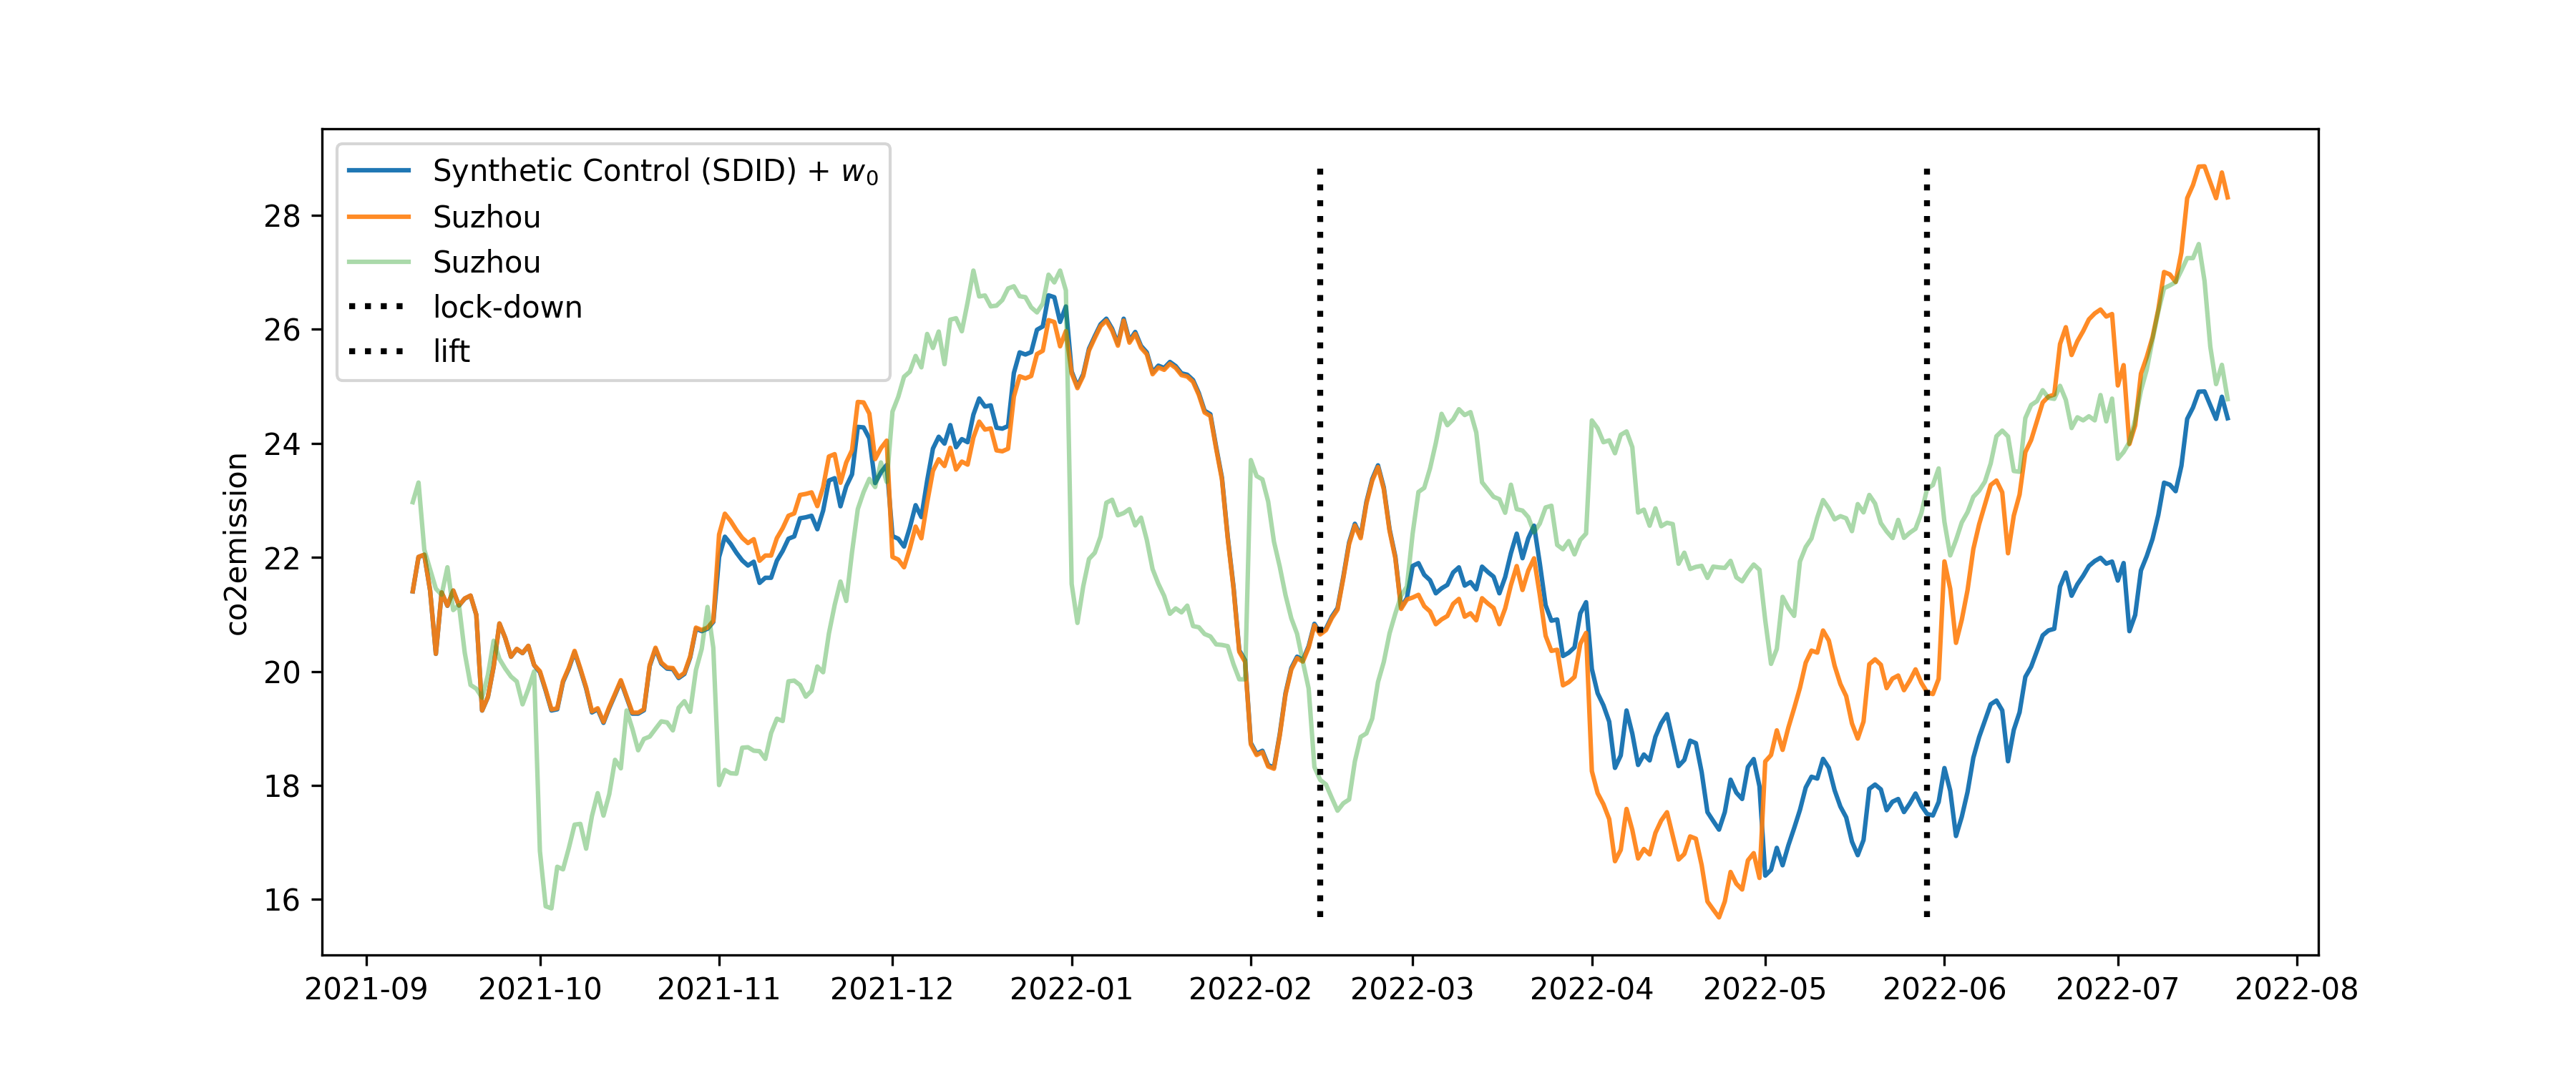 Synthetic Control (SDID) + w₀
Suzhou
Suzhou
lock-down
lift
co2emission
28
26
24
22
20
18
16
2021-09 2021-10 2021-11 2021-12 2022-01 2022-02 2022-03 2022-04 2022-05 2022-06 2022-07 2022-08